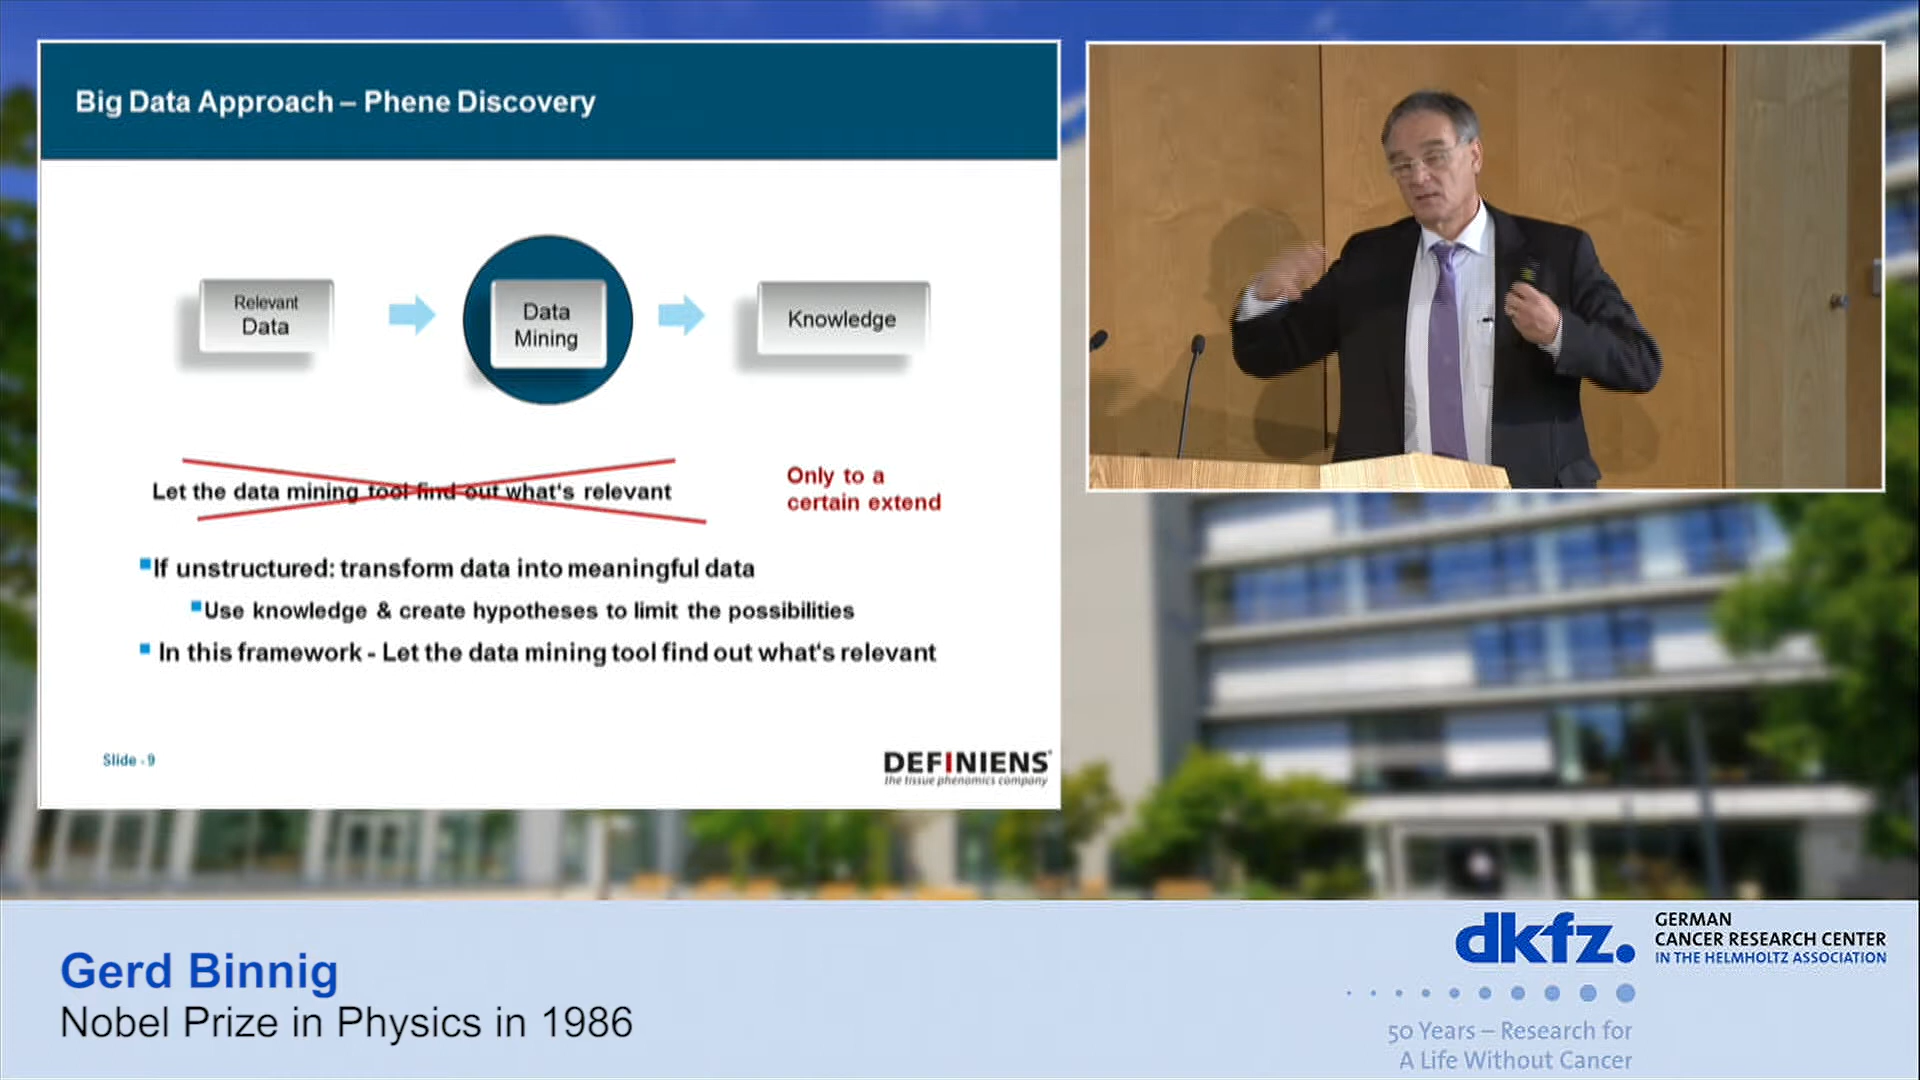 Big Data Approach – Phene Discovery
Relevant
Data
Data
Mining
Knowledge
Let the data mining tool find out what's relevant
Only to a
certain extend
If unstructured: transform data into meaningful data
Use knowledge & create hypotheses to limit the possibilities
In this framework - Let the data mining tool find out what's relevant
Slide - 9
DEFINIENS
the tissue phenomics company
Gerd Binnig
Nobel Prize in Physics in 1986
dkfz.
GERMAN
CANCER RESEARCH CENTER
IN THE HELMHOLTZ ASSOCIATION
50 Years – Research for
A Life Without Cancer